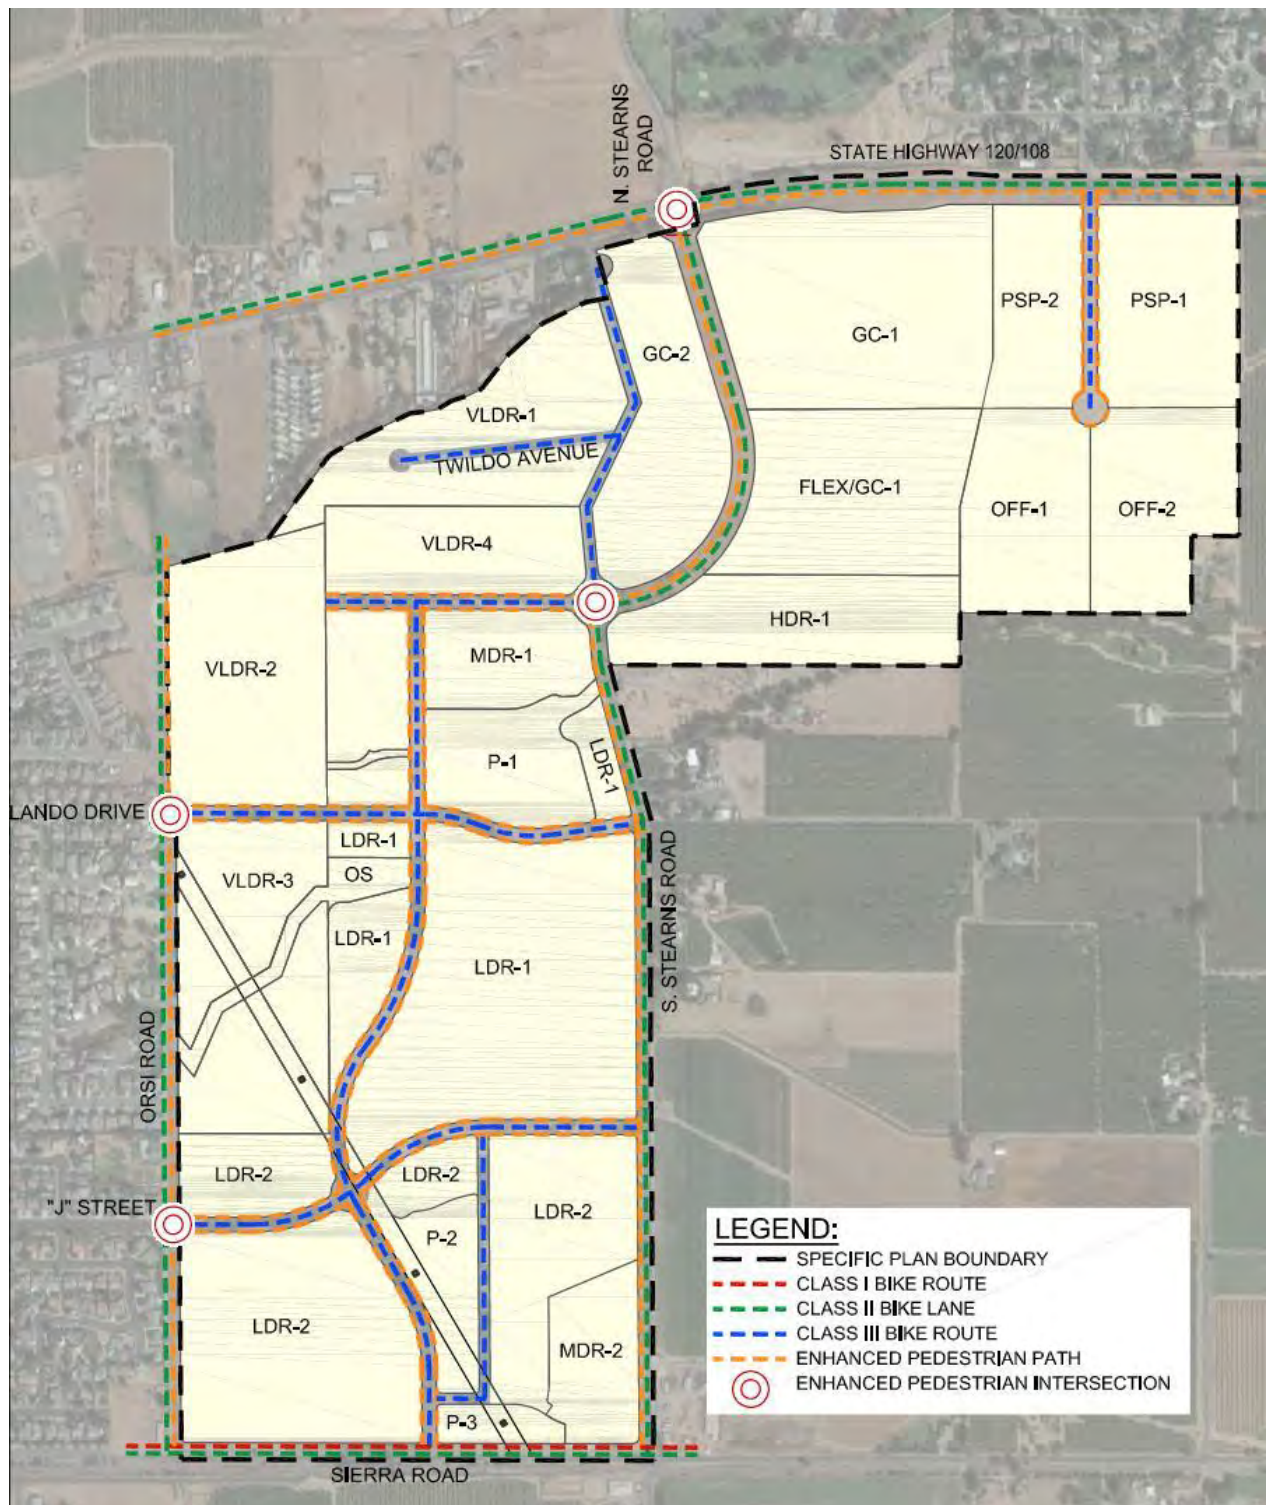 N. STEARNS
ROAD
STATE HIGHWAY 120/108
PSP-2
PSP-1
GC-1
GC-2
VLDR-1
TWILDO AVENUE
FLEX/GC-1
OFF-1
OFF-2
VLDR-4
HDR-1
MDR-1
VLDR-2
P-1
LDR-1
LANDO DRIVE
LDR-1
OS
VLDR-3
LDR-1
LDR-1
S. STEARNS ROAD
ORSI ROAD
LDR-2
LDR-2
"J" STREET
LDR-2
P-2
LDR-2
MDR-2
P-3
SIERRA ROAD
LEGEND:
SPECIFIC PLAN BOUNDARY
CLASS I BIKE ROUTE
CLASS II BIKE LANE
CLASS III BIKE ROUTE
ENHANCED PEDESTRIAN PATH
ENHANCED PEDESTRIAN INTERSECTION